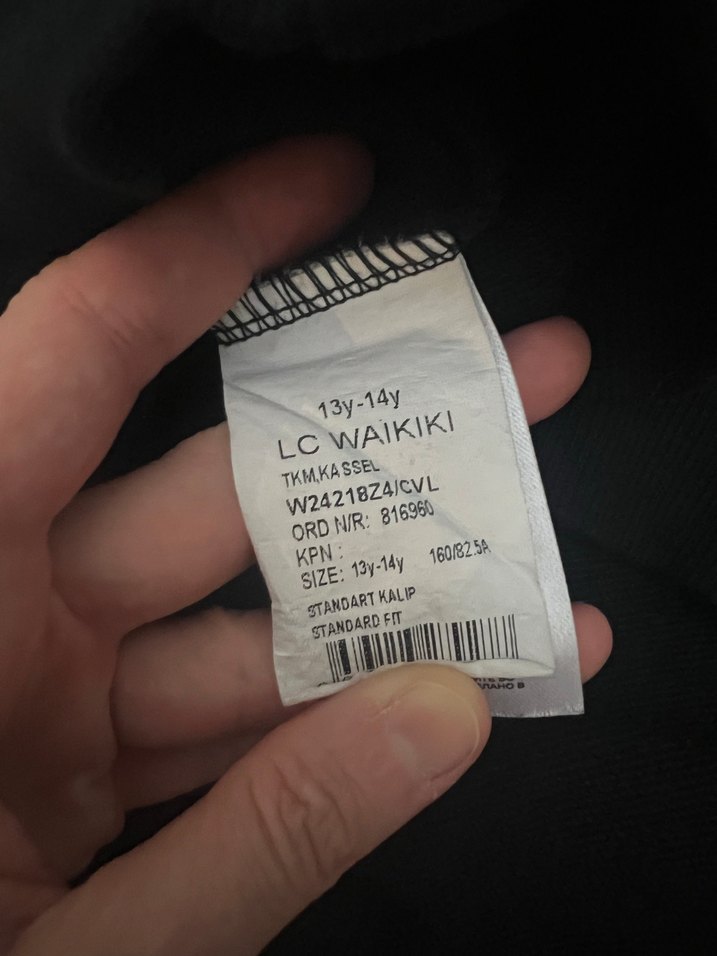 13y-14y
LC WAIKIKI
TKM,KASSEL
W24218Z4/CVL
ORD N/R: 816960
KPN :
SIZE: 13y-14y 160/82.5A
STANDART KALIP
STANDARD FIT